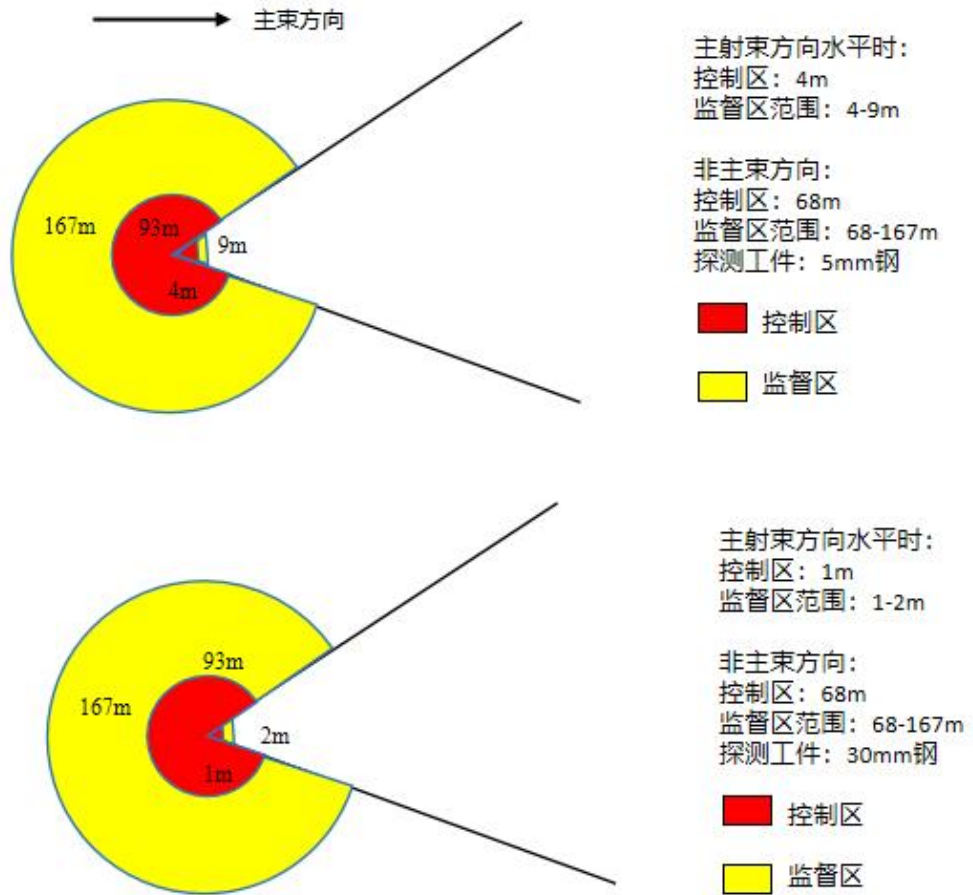 主束方向
主射束方向水平时：
控制区：4m
监督区范围：4-9m
非主束方向：
控制区：68m
监督区范围：68-167m
探测工件：5mm钢
控制区
监督区
167m
93m
9m
4m
主射束方向水平时：
控制区：1m
监督区范围：1-2m
非主束方向：
控制区：68m
监督区范围：68-167m
探测工件：30mm钢
控制区
监督区
93m
167m
2m
1m